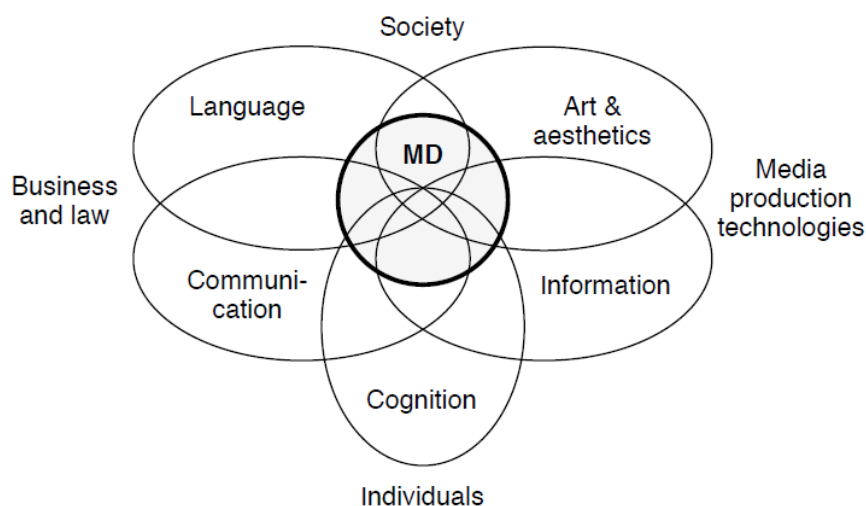 Society
Language
Art &
aesthetics
MD
Business
and law
Media
production
technologies
Communi-
cation
Information
Cognition
Individuals